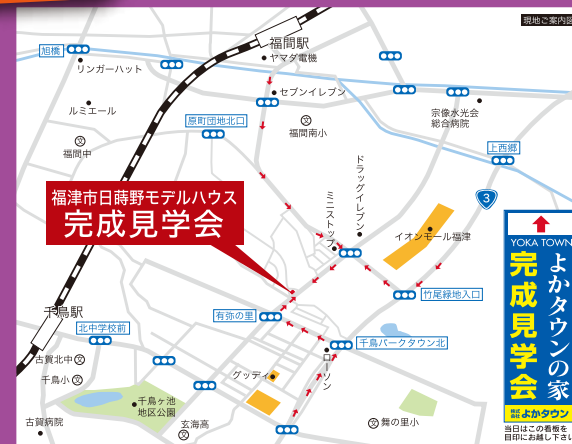 現地ご案内図
福間駅
旭橋
ヤマダ電機
リンガーハット
セブンイレブン
ルミエール
宗像水光会
総合病院
原町団地北口
福間南小
文
文
福間中
上西郷
ドラッグイレブン
ミニストップ
3
福津市日蒔野モデルハウス
完成見学会
イオンモール福津
YOKA TOWN
よかタウンの家
完成見学会
株式会社よかタウン
当日はこの看板を
目印にお越し下さい
竹尾緑地入口
千鳥駅
有弥の里
北中学校前
千鳥パークタウン北
古賀北中文
ローソン
千鳥小文
グッディ
千鳥ヶ池
地区公園
古賀病院
玄海高
文
文舞の里小